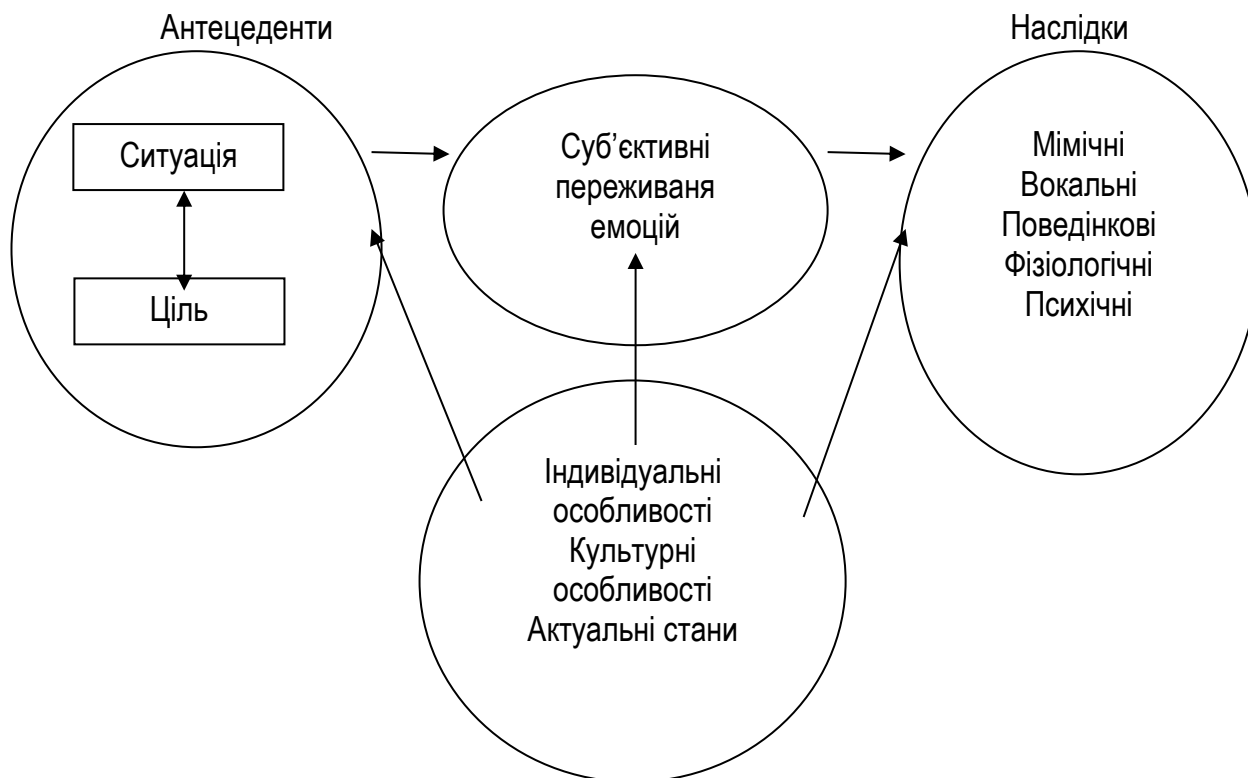 Антецеденти
Наслідки
Ситуація
Ціль
Суб’єктивні
переживаня
емоцій
Мімічні
Вокальні
Поведінкові
Фізіологічні
Психічні
Індивідуальні
особливості
Культурні
особливості
Актуальні стани